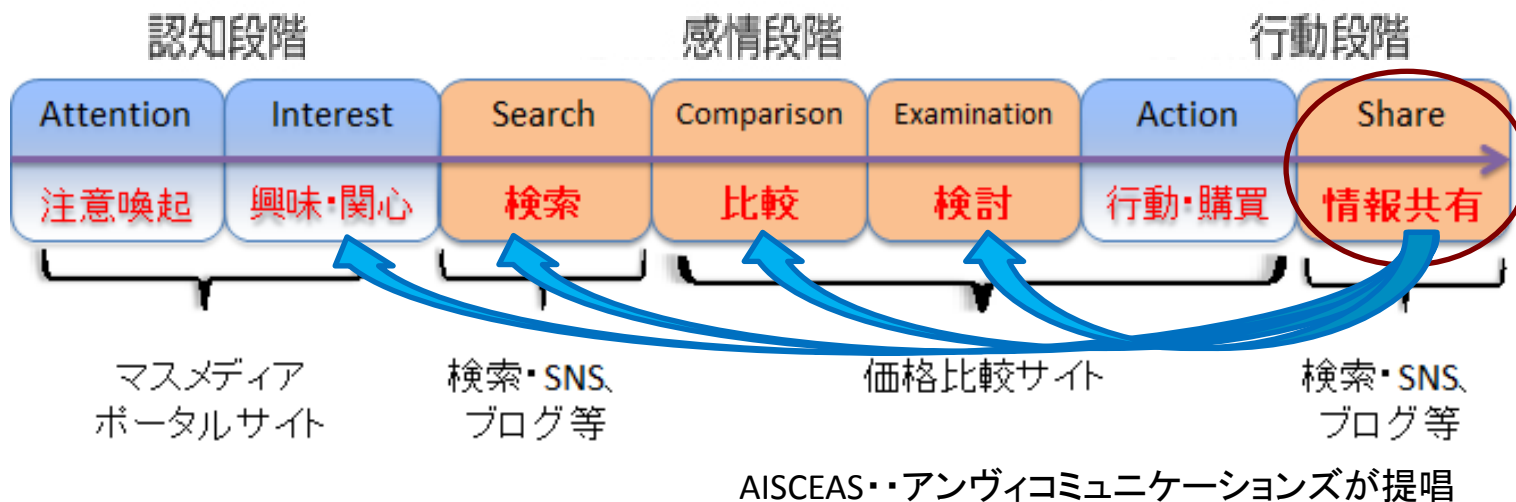 認知段階 感情段階 行動段階
Attention Interest Search Comparison Examination Action Share
注意喚起 興味・関心 検索 比較 検討 行動・購買 情報共有
マスメディア 検索・SNS、 価格比較サイト 検索・SNS、
ポータルサイト ブログ等 ブログ等
AISCEAS・・アンヴィコミュニケーションズが提唱